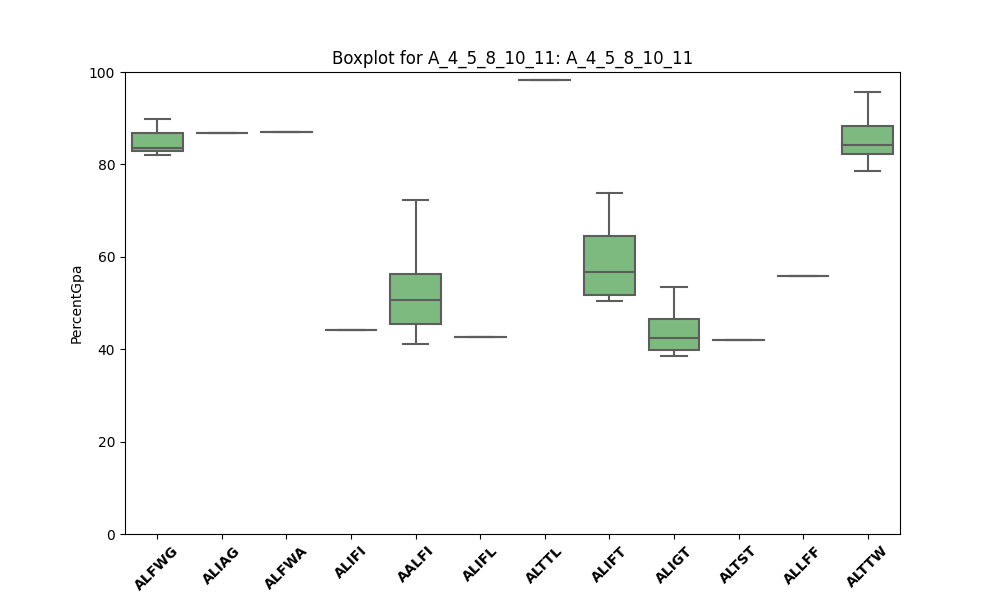 Boxplot for A_4_5_8_10_11: A_4_5_8_10_11
100
80
60
40
20
0
PercentGpa
ALFWG
ALIAG
ALFWA
ALIFI
AALFI
ALIFL
ALTTL
ALIFT
ALIGT
ALTST
ALLFF
ALTTW